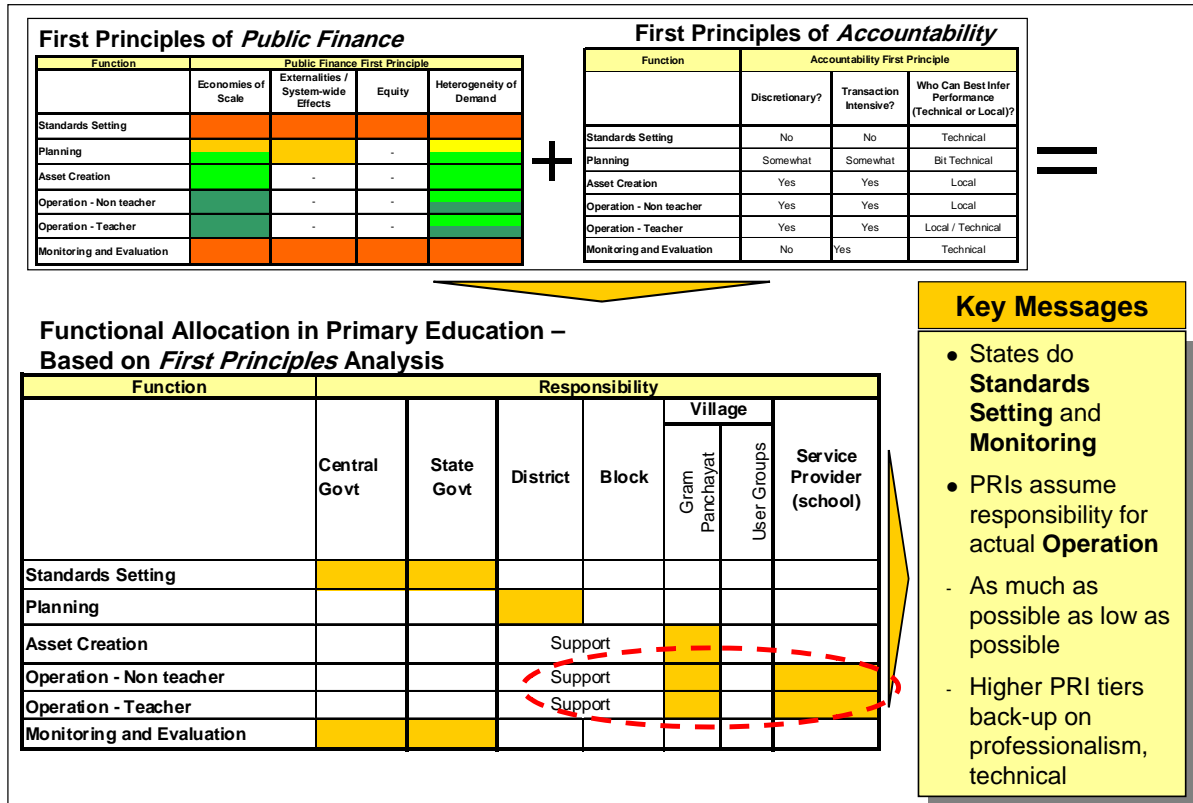 First Principles of Public Finance
Function
Public Finance First Principle
Economies of
Scale
Externalities /
System-wide
Effects
Equity
Heterogeneity of
Demand
Standards Setting
Planning
-
Asset Creation
-
-
Operation - Non teacher
-
-
Operation - Teacher
-
-
Monitoring and Evaluation
+
First Principles of Accountability
Function
Accountability First Principle
Discretionary?
Transaction
Intensive?
Who Can Best Infer
Performance
(Technical or Local)?
Standards Setting No No Technical
Planning Somewhat Somewhat Bit Technical
Asset Creation Yes Yes Local
Operation - Non teacher Yes Yes Local
Operation - Teacher Yes Yes Local / Technical
Monitoring and Evaluation No Yes Technical
=
Functional Allocation in Primary Education –
Based on First Principles Analysis
Function
Responsibility
Central
Govt
State
Govt
District
Block
Village
Gram
Panchayat
User Groups
Service
Provider
(school)
Standards Setting
Planning
Asset Creation Support
Operation - Non teacher Support
Operation - Teacher Support
Monitoring and Evaluation
Key Messages
● States do
Standards
Setting and
Monitoring
● PRIs assume
responsibility for
actual Operation
- As much as
possible as low as
possible
- Higher PRI tiers
back-up on
professionalism,
technical